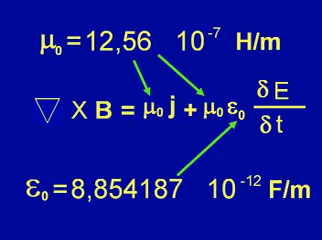 μ₀ = 12,56 10⁻⁷ H/m
▽ X B = μ₀ j + μ₀ ε₀ δE / δt
ε₀ = 8,854187 10⁻¹² F/m